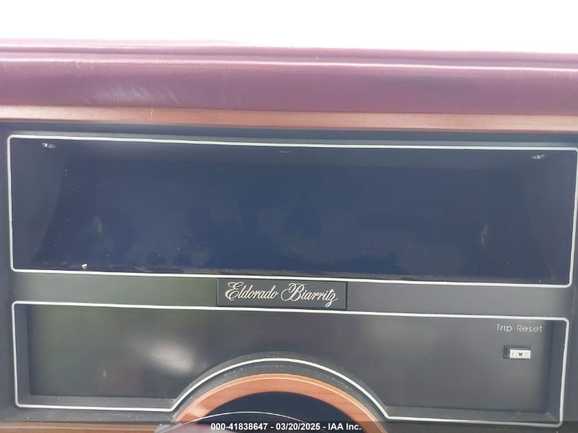 Eldorado Biarritz
Trip Reset
000-41838647 - 03/20/2025 - IAA Inc.